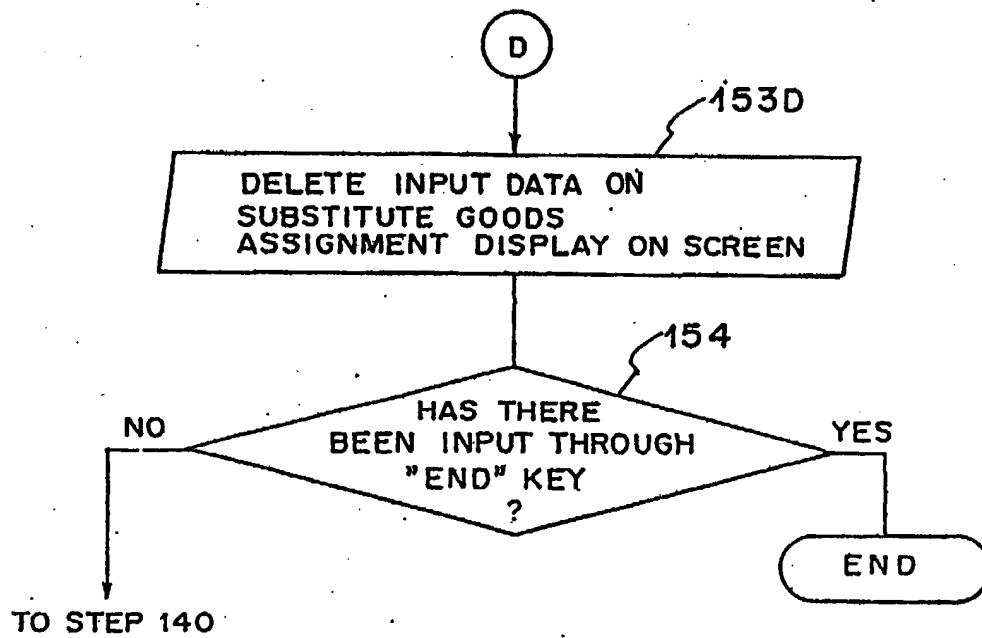 D
153D
DELETE INPUT DATA ON
SUBSTITUTE GOODS
ASSIGNMENT DISPLAY ON SCREEN
154
HAS THERE
BEEN INPUT THROUGH
"END" KEY
?
NO
YES
END
TO STEP 140